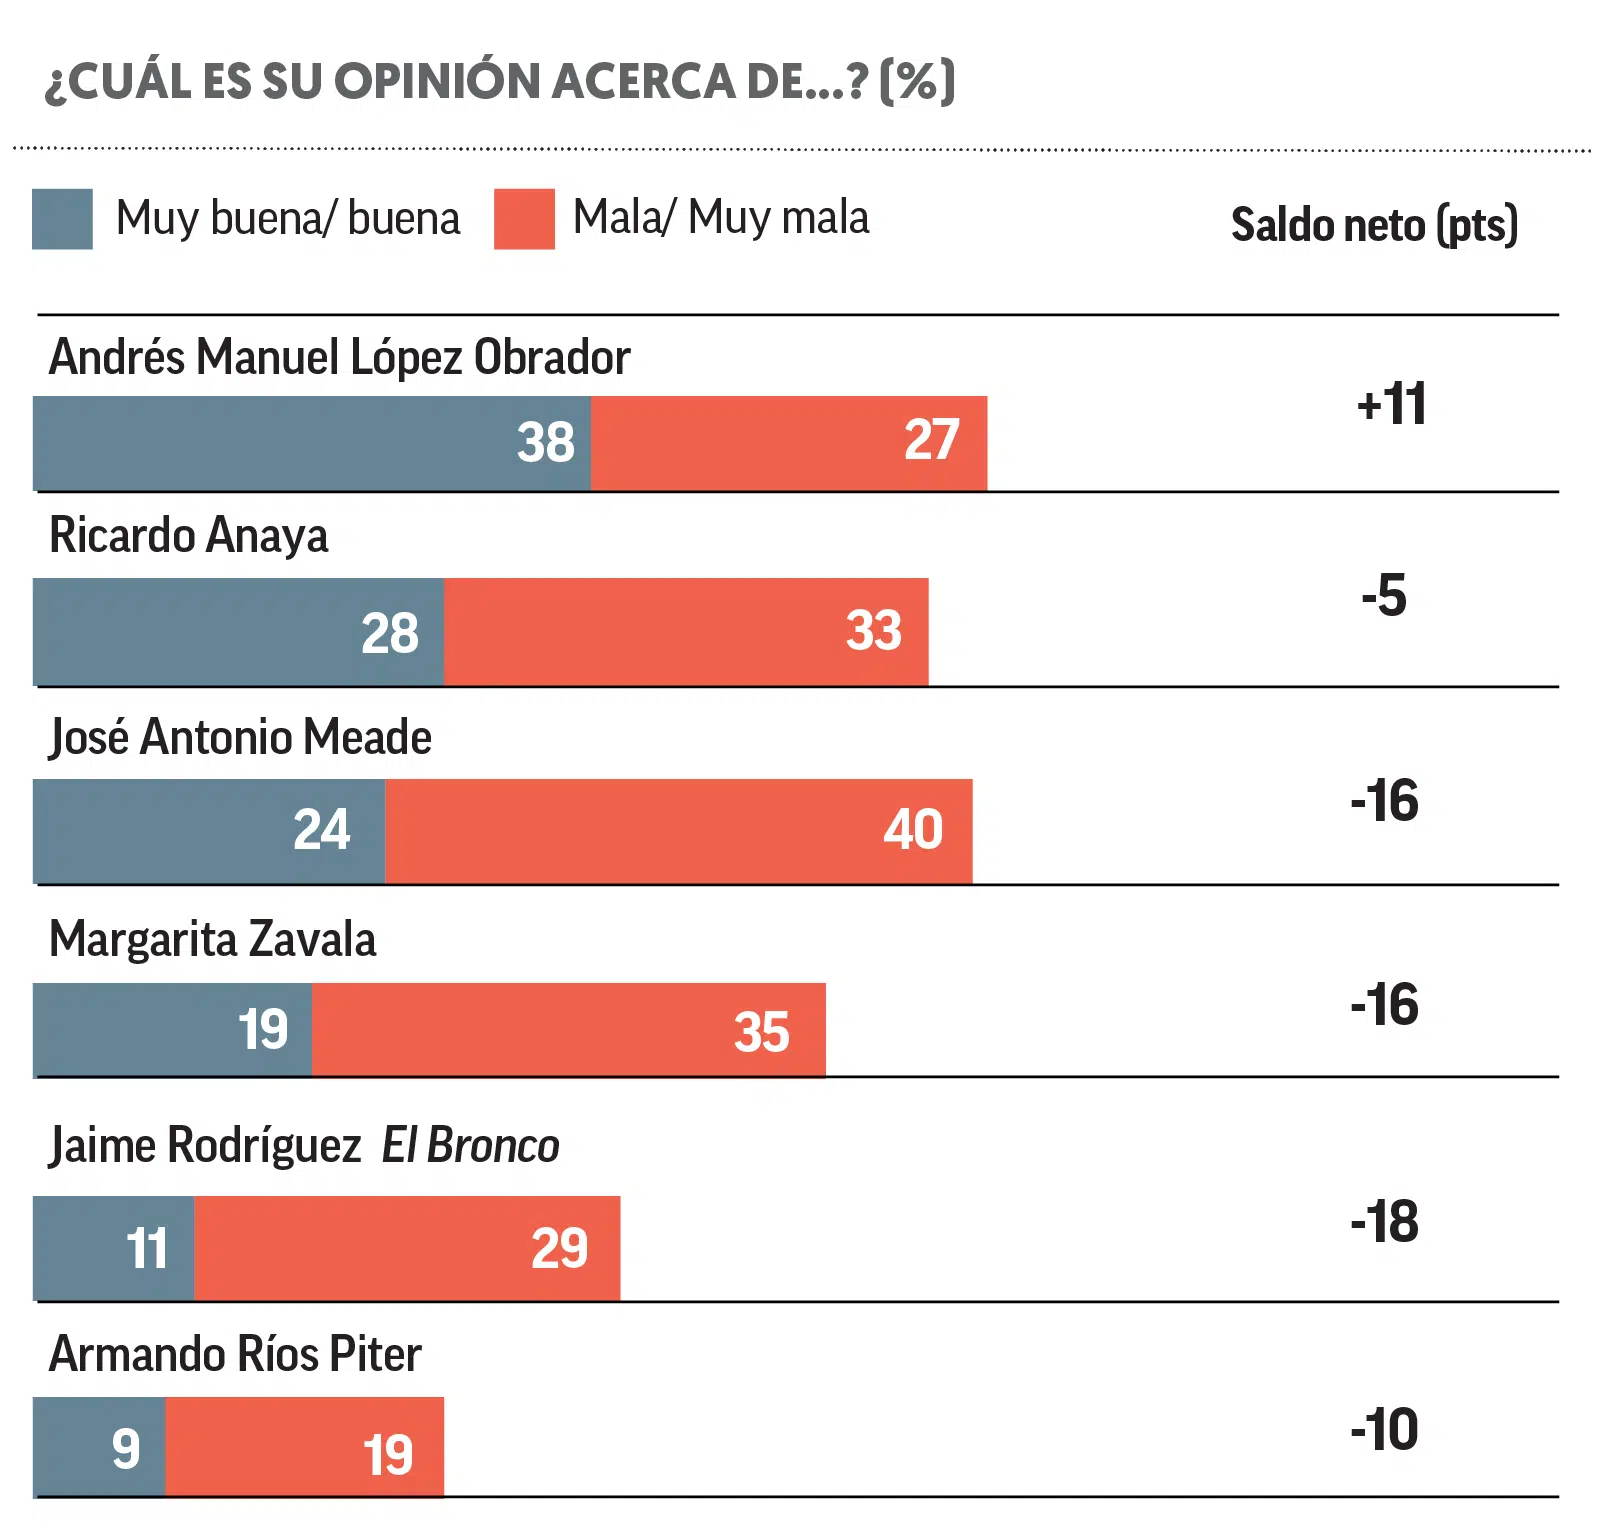 ¿CUÁL ES SU OPINIÓN ACERCA DE...? (%)
Muy buena/ buena Mala/ Muy mala Saldo neto (pts)
Andrés Manuel López Obrador
38 27 +11
Ricardo Anaya
28 33 -5
José Antonio Meade
24 40 -16
Margarita Zavala
19 35 -16
Jaime Rodríguez El Bronco
11 29 -18
Armando Ríos Piter
9 19 -10